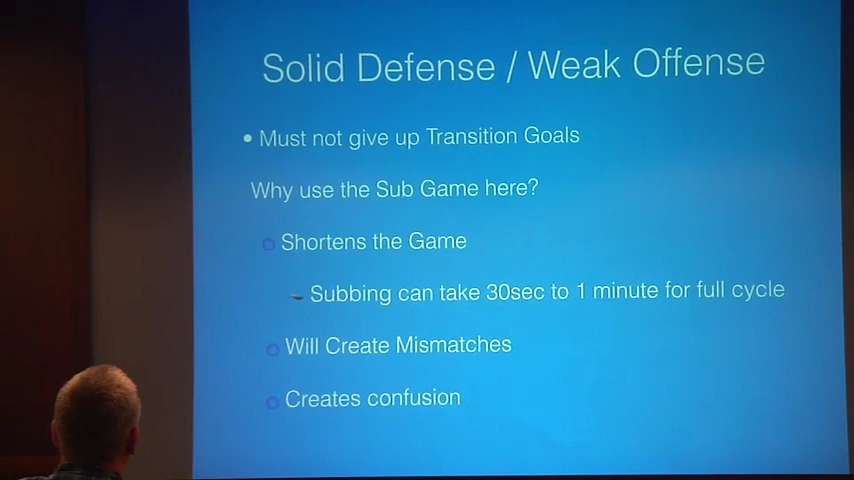 Solid Defense / Weak Offense
• Must not give up Transition Goals
Why use the Sub Game here?
Shortens the Game
Subbing can take 30sec to 1 minute for full cycle
Will Create Mismatches
Creates confusion